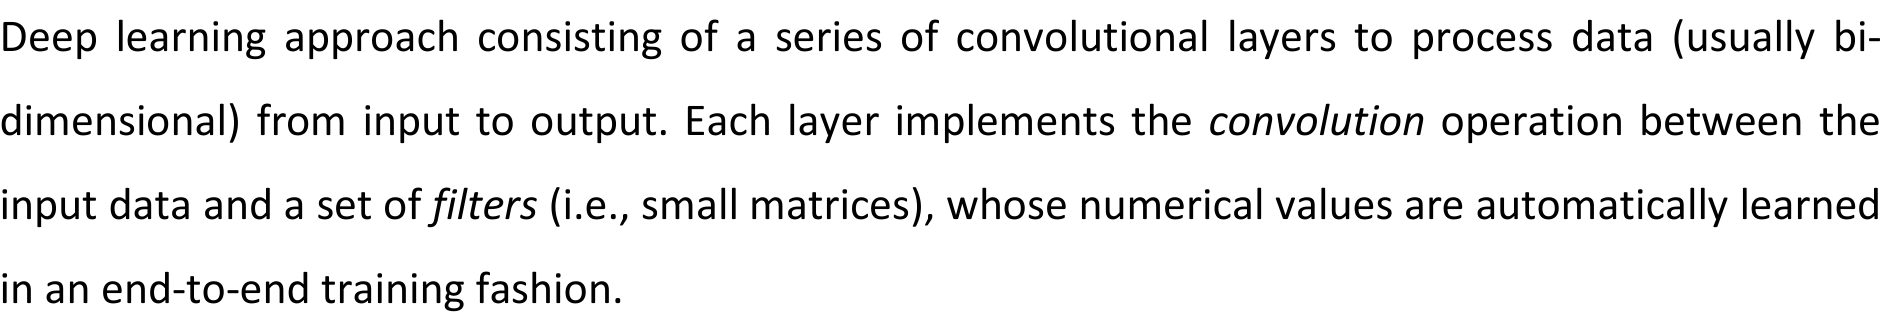 Deep learning approach consisting of a series of convolutional layers to process data (usually bi-
dimensional) from input to output. Each layer implements the convolution operation between the
input data and a set of filters (i.e., small matrices), whose numerical values are automatically learned
in an end-to-end training fashion.